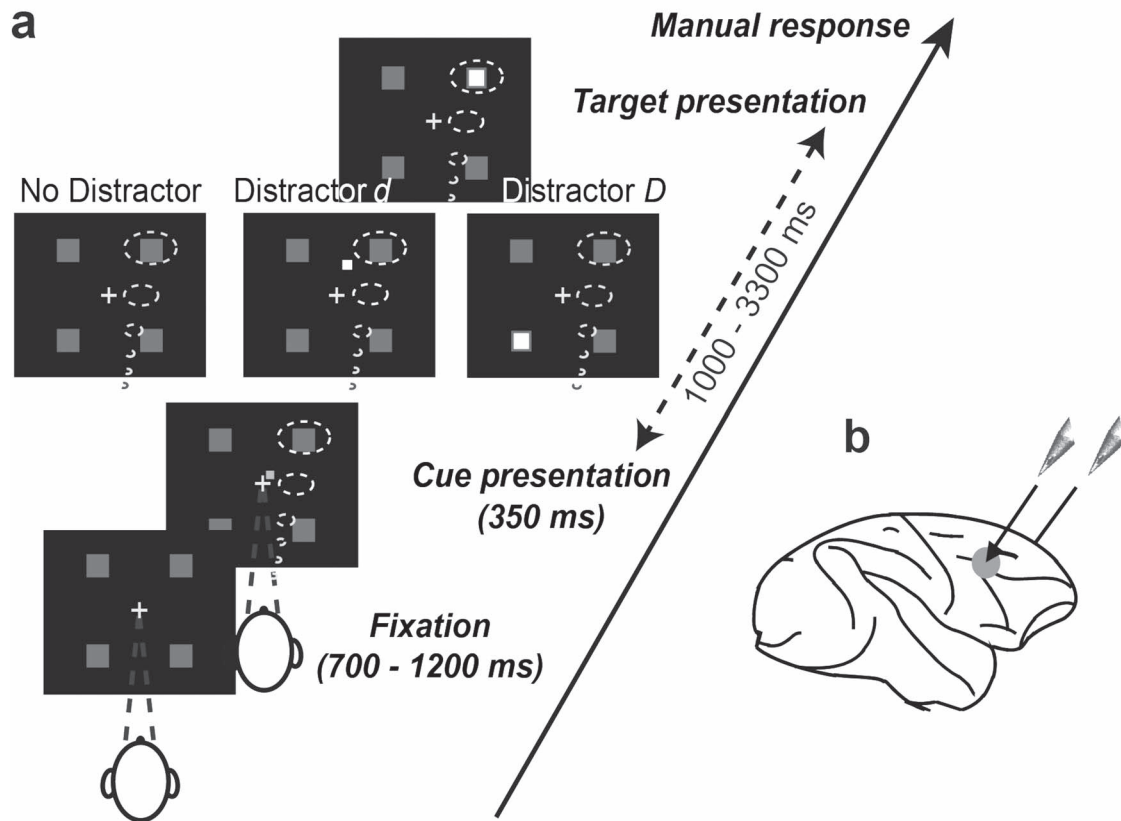 a
Manual response
Target presentation
No Distractor
Distractor d
Distractor D
1000 - 3300 ms
Cue presentation
(350 ms)
Fixation
(700 - 1200 ms)
b